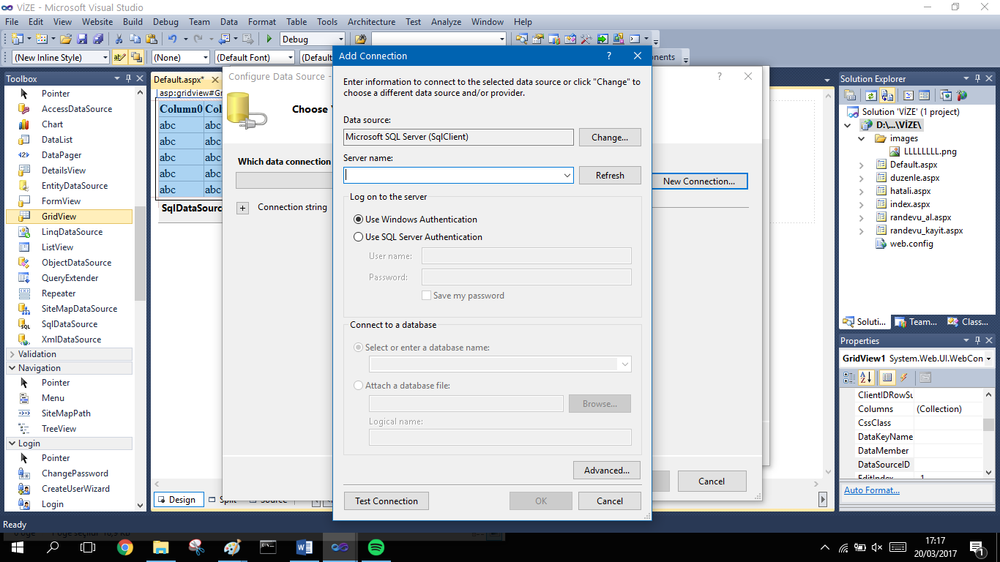 VİZE - Microsoft Visual Studio
File Edit View Website Build Debug Team Data Format Table Tools Architecture Test Analyze Window Help
Debug
(New Inline Style) (None) (Default Font) (Default
Toolbox
Pointer
AccessDataSource
Chart
DataList
DataPager
DetailsView
EntityDataSource
FormView
GridView
LinqDataSource
ListView
ObjectDataSource
QueryExtender
Repeater
SiteMapDataSource
SqlDataSource
XmlDataSource
Validation
Navigation
Pointer
Menu
SiteMapPath
TreeView
Login
Pointer
ChangePassword
CreateUserWizard
Login
Default.aspx*
asp:gridview#Gr
Column0 Col
abc abc
abc abc
abc abc
abc abc
abc abc
SqlDataSourc
Design Split Source
Configure Data Source -
?
Choose Y
Which data connection
New Connection...
+ Connection string
Cancel
Add Connection
?
Enter information to connect to the selected data source or click "Change" to
choose a different data source and/or provider.
Data source:
Microsoft SQL Server (SqlClient)
Change...
Server name:
Refresh
Log on to the server
Use Windows Authentication
Use SQL Server Authentication
User name:
Password:
Save my password
Connect to a database
Select or enter a database name:
Attach a database file:
Browse...
Logical name:
Advanced...
Test Connection OK Cancel
Solution Explorer
Solution 'VİZE' (1 project)
D:\...\VİZE\
images
LLLLLLLL.png
Default.aspx
duzenle.aspx
hatali.aspx
index.aspx
randevu_al.aspx
randevu_kayit.aspx
web.config
Soluti... Team... Class...
Properties
GridView1 System.Web.UI.WebCon
ClientIDRowSu
Columns (Collection)
CssClass
DataKeyName
DataMember
DataSourceID
EditIndex -1
Auto Format...
Ready
17:17
20/03/2017
1